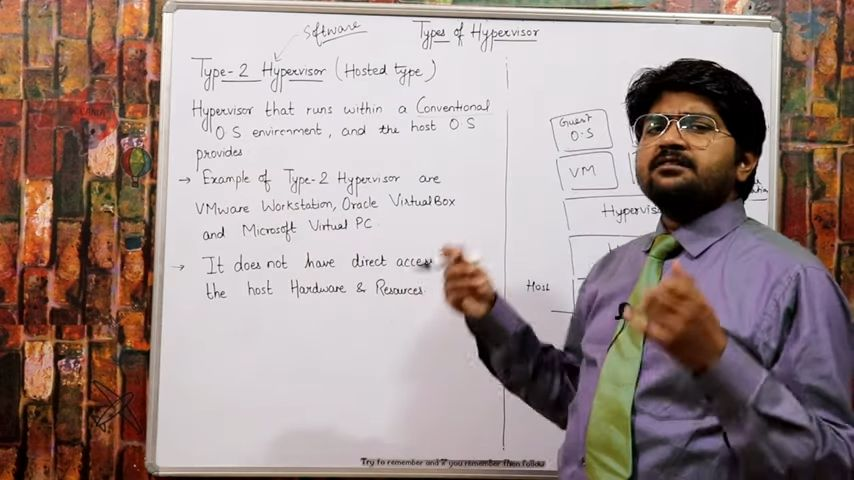 Software
Types of Hypervisor
Type-2 Hypervisor (Hosted type)
Hypervisor that runs within a Conventional
OS environment, and the host OS
provides
→ Example of Type-2 Hypervisor are
VMware Workstation, Oracle VirtualBox
and Microsoft Virtual PC.
→ It does not have direct access
the host Hardware & Resources.
Guest
O.S
VM
Hypervis
Host
Try to remember and if you remember then follow